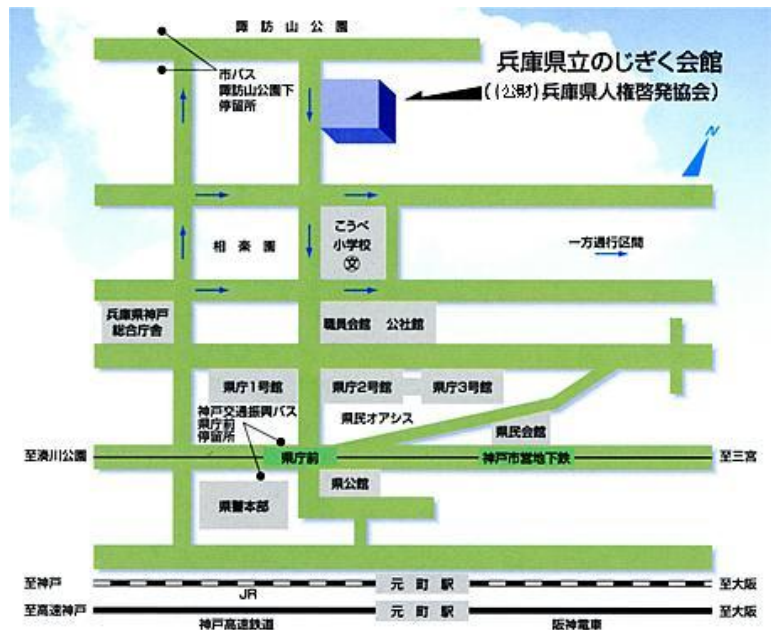 諏訪山公園
兵庫県立のじぎく会館
((公財)兵庫県人権啓発協会)
市バス
諏訪山公園下
停留所
N
こうべ
小学校
文
相楽園
一方通行区間
兵庫県神戸
総合庁舎
職員会館 公社館
県庁1号館
県庁2号館
県庁3号館
神戸交通振興バス
県庁前
停留所
県民オアシス
県民会館
至湊川公園
県庁前
神戸市営地下鉄
至三宮
県公館
県警本部
至神戸
JR
元町駅
至大阪
至高速神戸
神戸高速鉄道
元町駅
阪神電車
至大阪